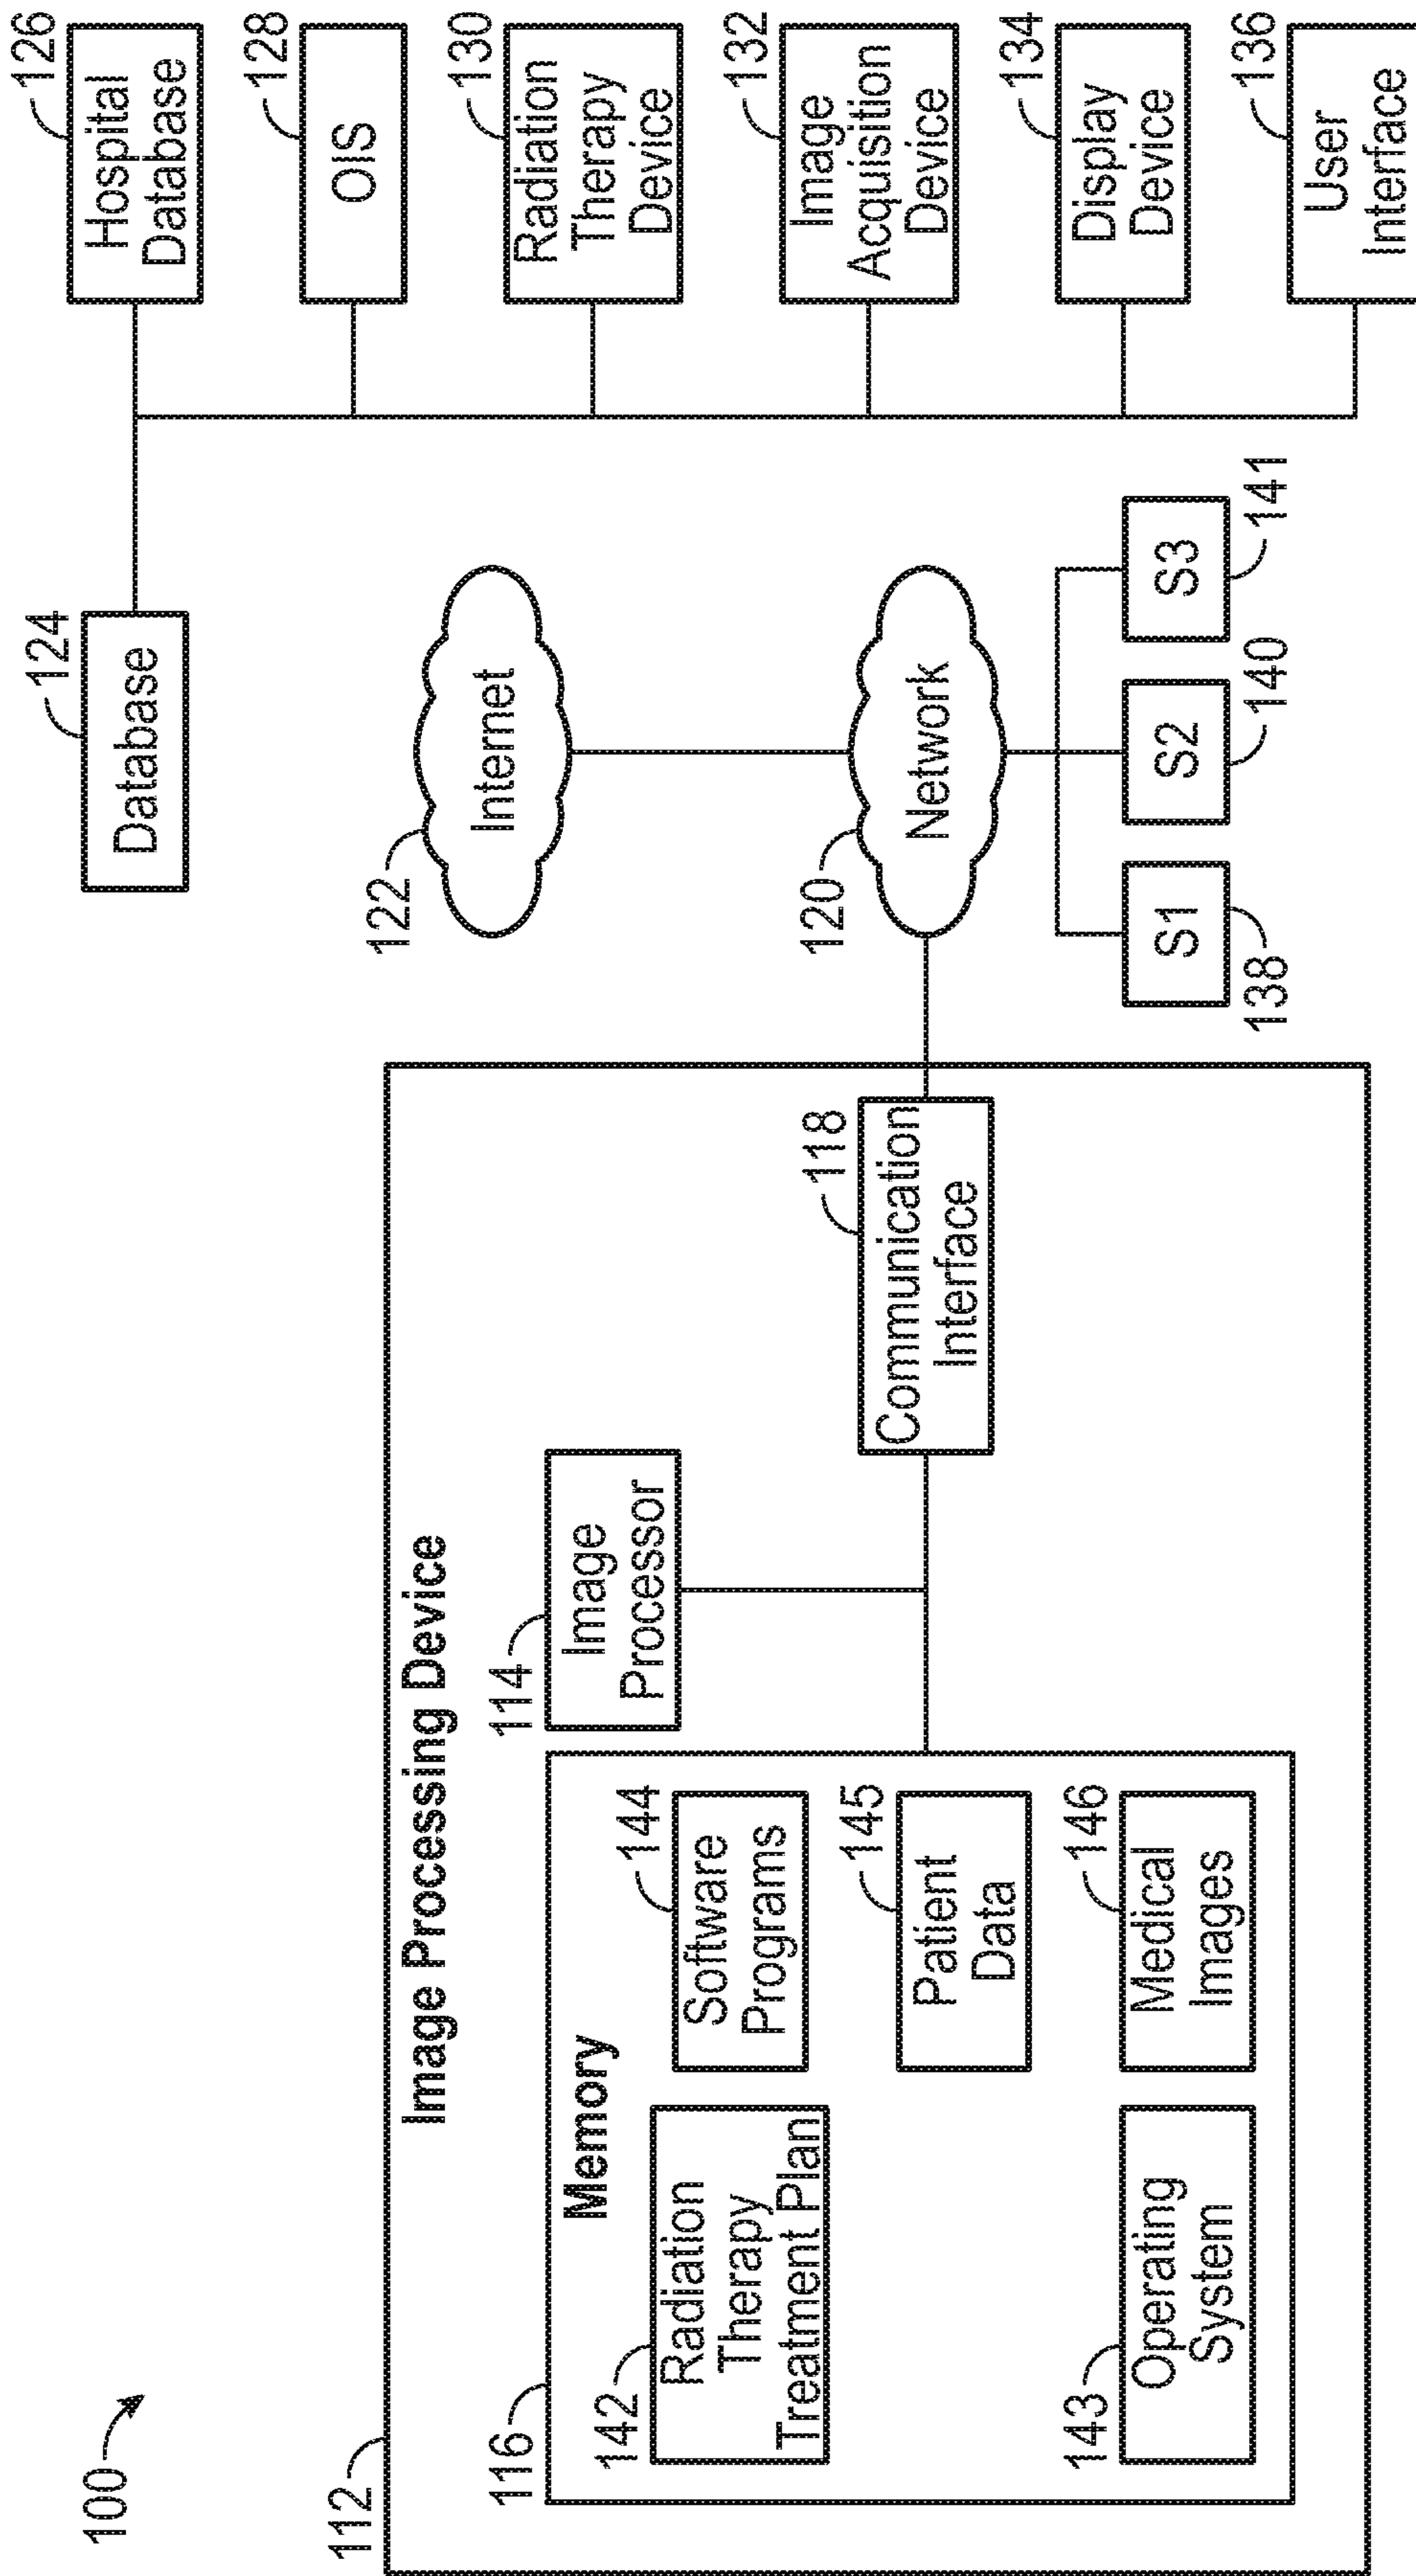 100
112
Image Processing Device
116
Memory
142
Radiation
Therapy
Treatment Plan
144
Software
Programs
145
Patient
Data
143
Operating
System
146
Medical
Images
114
Image
Processor
118
Communication
Interface
124
Database
122
Internet
120
Network
S1
138
S2
140
S3
141
126
Hospital
Database
128
OIS
130
Radiation
Therapy
Device
132
Image
Acquisition
Device
134
Display
Device
136
User
Interface